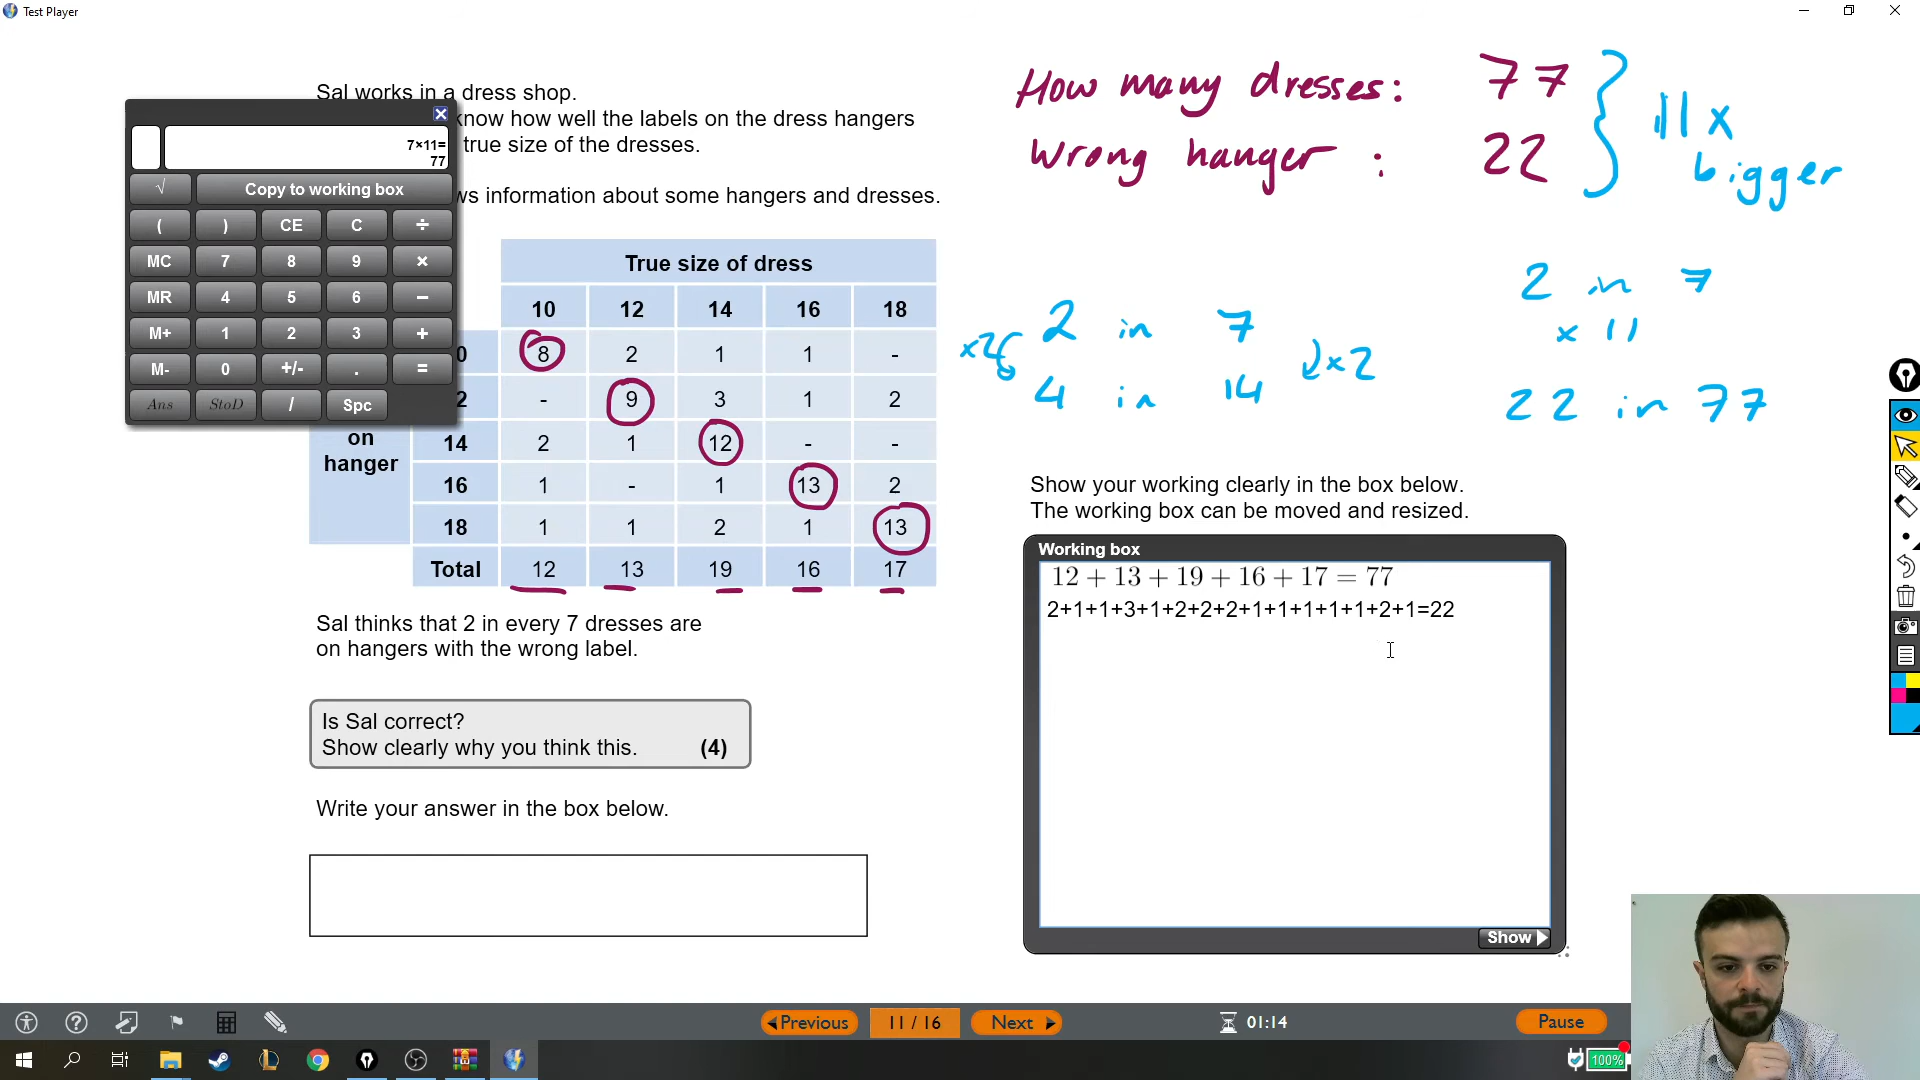 Test Player
Sal works in a dress shop.
know how well the labels on the dress hangers
true size of the dresses.
ws information about some hangers and dresses.
7×11=
77
√ Copy to working box
( ) CE C ÷
MC 7 8 9 ×
MR 4 5 6 −
M+ 1 2 3 +
M- 0 +/- . =
Ans StoD / Spc
True size of dress
10 12 14 16 18
0 8 2 1 1 -
2 - 9 3 1 2
on
hanger
14 2 1 12 - -
16 1 - 1 13 2
18 1 1 2 1 13
Total 12 13 19 16 17
Sal thinks that 2 in every 7 dresses are
on hangers with the wrong label.
Is Sal correct?
Show clearly why you think this. (4)
Write your answer in the box below.
How many dresses: 77
Wrong hanger : 22
11 x
bigger
2 in 7
×2 4 in 14 ×2
2 in 7
× 11
22 in 77
Show your working clearly in the box below.
The working box can be moved and resized.
Working box
12 + 13 + 19 + 16 + 17 = 77
2+1+1+3+1+2+2+2+1+1+1+1+1+2+1=22
Show
Previous 11 / 16 Next 01:14 Pause
100%